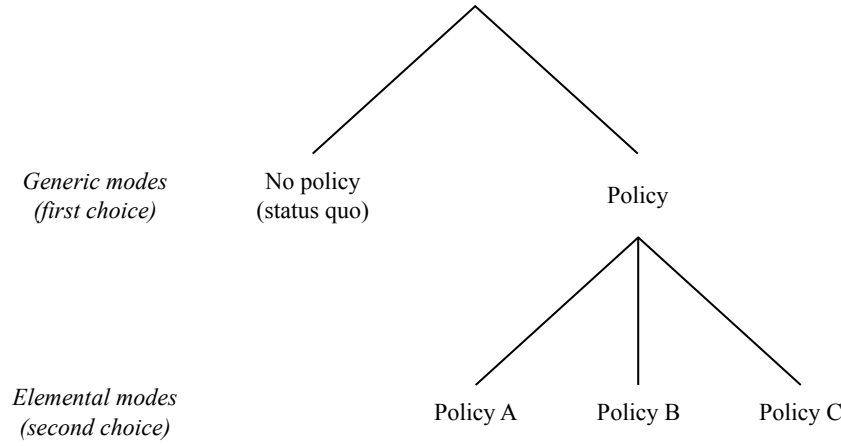 Generic modes
(first choice)
No policy
(status quo)
Policy
Elemental modes
(second choice)
Policy A
Policy B
Policy C